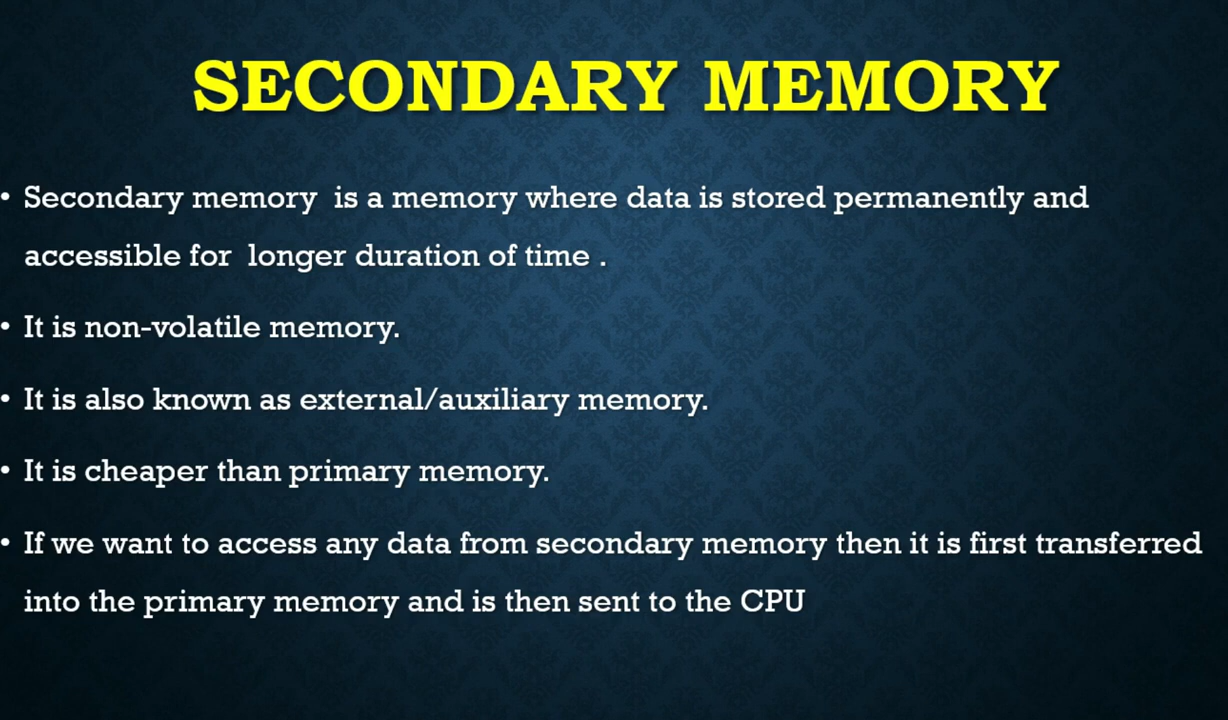 SECONDARY MEMORY
• Secondary memory  is a memory where data is stored permanently and
accessible for  longer duration of time .
• It is non-volatile memory.
• It is also known as external/auxiliary memory.
• It is cheaper than primary memory.
• If we want to access any data from secondary memory then it is first transferred
into the primary memory and is then sent to the CPU